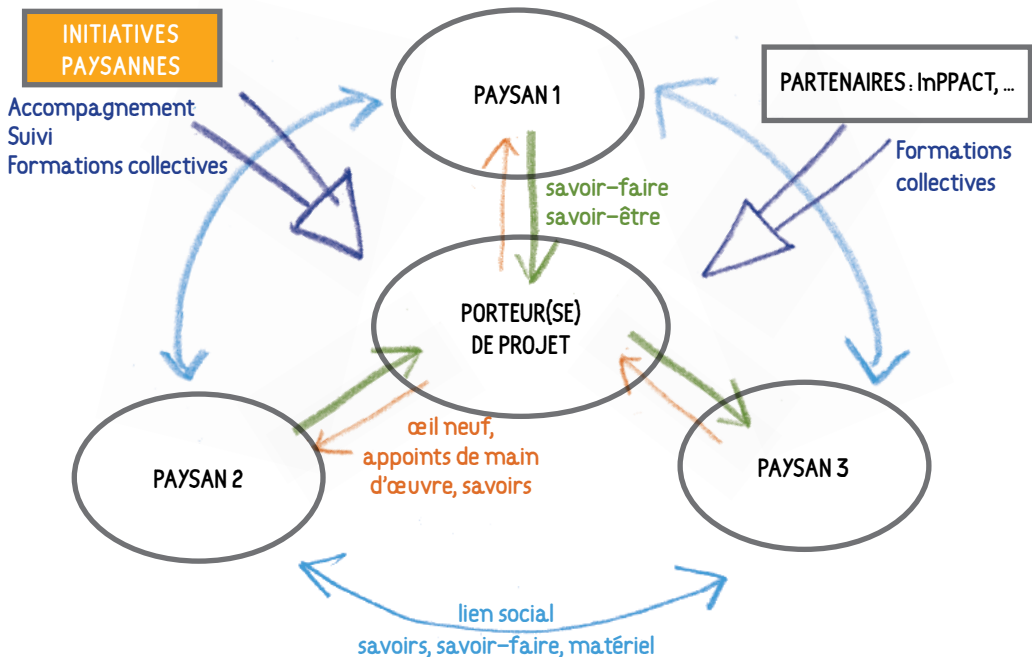 INITIATIVES
PAYSANNES
Accompagnement
Suivi
Formations collectives
PAYSAN 1
PARTENAIRES : InPPACT, ...
Formations
collectives
savoir-faire
savoir-être
PORTEUR(SE)
DE PROJET
œil neuf,
appoints de main
d'œuvre, savoirs
PAYSAN 2
PAYSAN 3
lien social
savoirs, savoir-faire, matériel